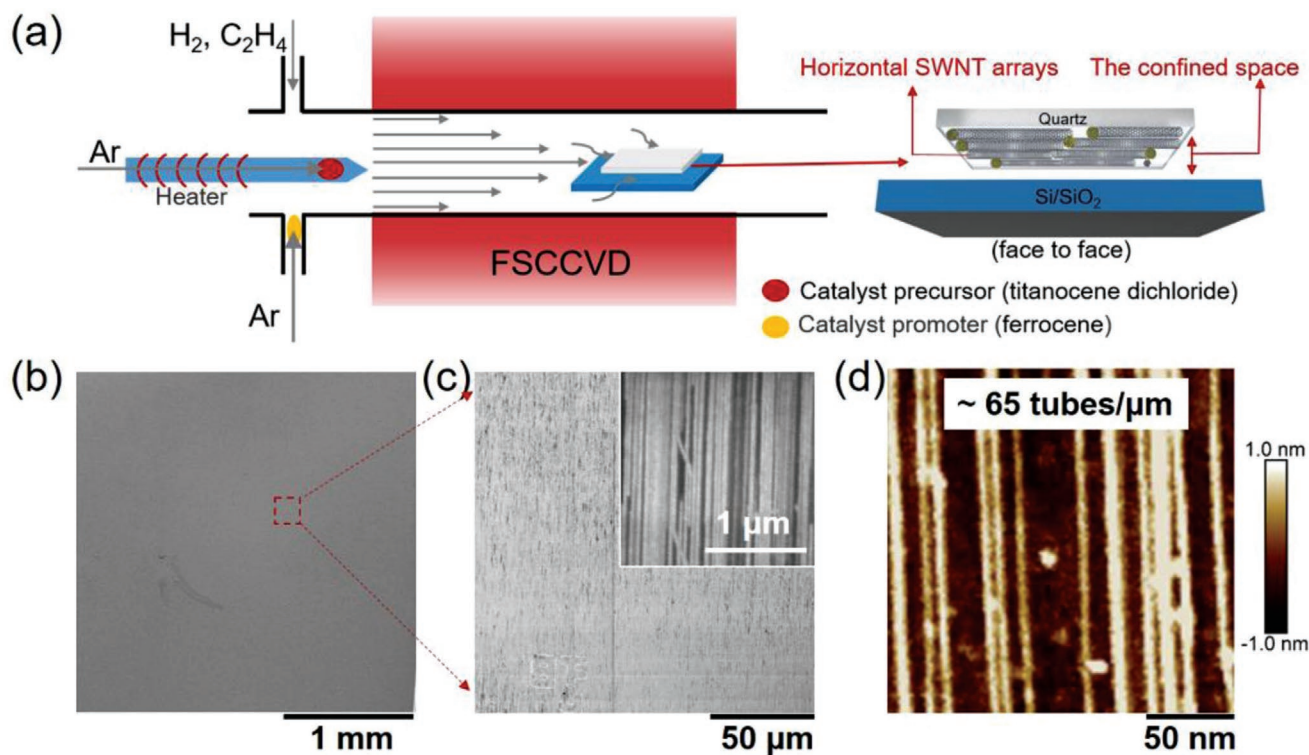 (a)
H₂, C₂H₄
Ar
Heater
Ar
FSCCVD
Horizontal SWNT arrays
The confined space
Quartz
Si/SiO₂
(face to face)
Catalyst precursor (titanocene dichloride)
Catalyst promoter (ferrocene)
(b)
1 mm
(c)
1 µm
50 µm
(d)
~ 65 tubes/µm
1.0 nm
-1.0 nm
50 nm